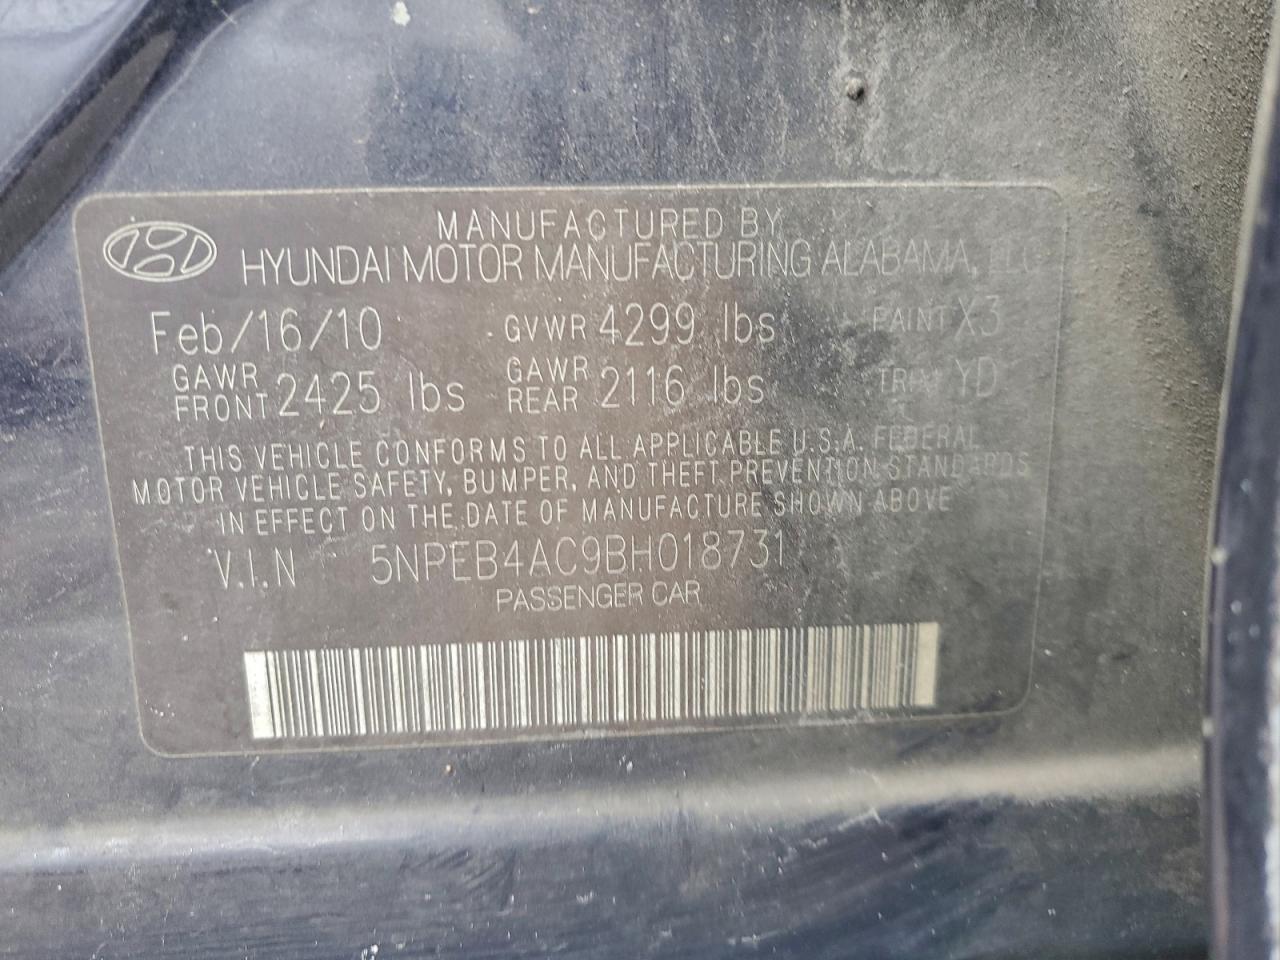 MANUFACTURED BY
HYUNDAI MOTOR MANUFACTURING ALABAMA, LLC
Feb/16/10 GVWR 4299 lbs PAINT X3
GAWR FRONT 2425 lbs GAWR REAR 2116 lbs TRIM YD
THIS VEHICLE CONFORMS TO ALL APPLICABLE U.S.A. FEDERAL
MOTOR VEHICLE SAFETY, BUMPER, AND THEFT PREVENTION STANDARDS
IN EFFECT ON THE DATE OF MANUFACTURE SHOWN ABOVE
V.I.N 5NPEB4AC9BH018731
PASSENGER CAR